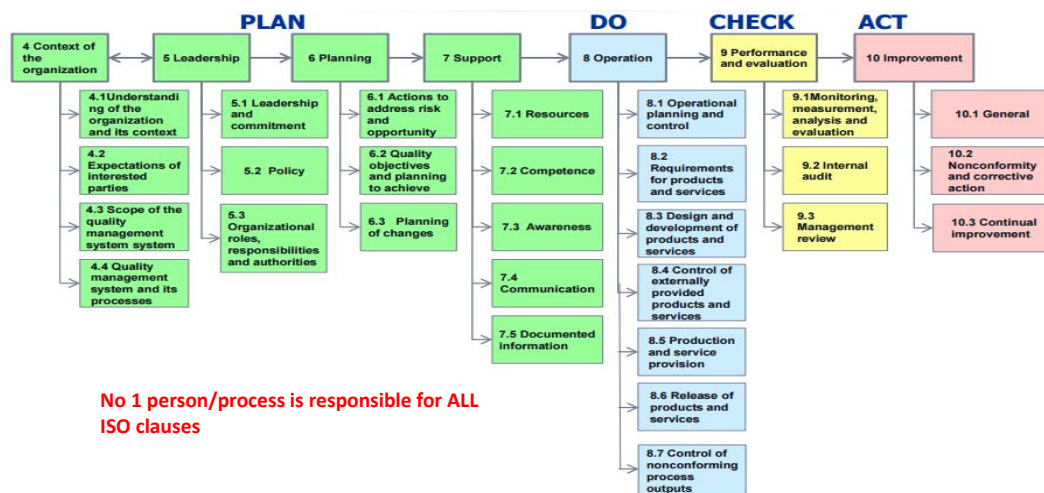 PLAN
DO
CHECK
ACT
4 Context of
the
organization
5 Leadership
6 Planning
7 Support
8 Operation
9 Performance
and evaluation
10 Improvement
4.1Understandi
ng of the
organization
and its context
4.2
Expectations of
interested
parties
4.3 Scope of the
quality
management
system system
4.4 Quality
management
system and its
processes
5.1 Leadership
and
commitment
5.2 Policy
5.3
Organizational
roles,
responsibilities
and authorities
6.1 Actions to
address risk
and
opportunity
6.2 Quality
objectives and
planning to
achieve
6.3 Planning
of changes
7.1 Resources
7.2 Competence
7.3 Awareness
7.4
Communication
7.5 Documented
information
8.1 Operational
planning and
control
8.2
Requirements
for products
and services
8.3 Design and
development of
products and
services
8.4 Control of
externally
provided
products and
services
8.5 Production
and service
provision
8.6 Release of
products and
services
8.7 Control of
nonconforming
process
outputs
9.1Monitoring,
measurement,
analysis and
evaluation
9.2 Internal
audit
9.3
Management
review
10.1 General
10.2
Nonconformity
and corrective
action
10.3 Continual
improvement
No 1 person/process is responsible for ALL
ISO clauses